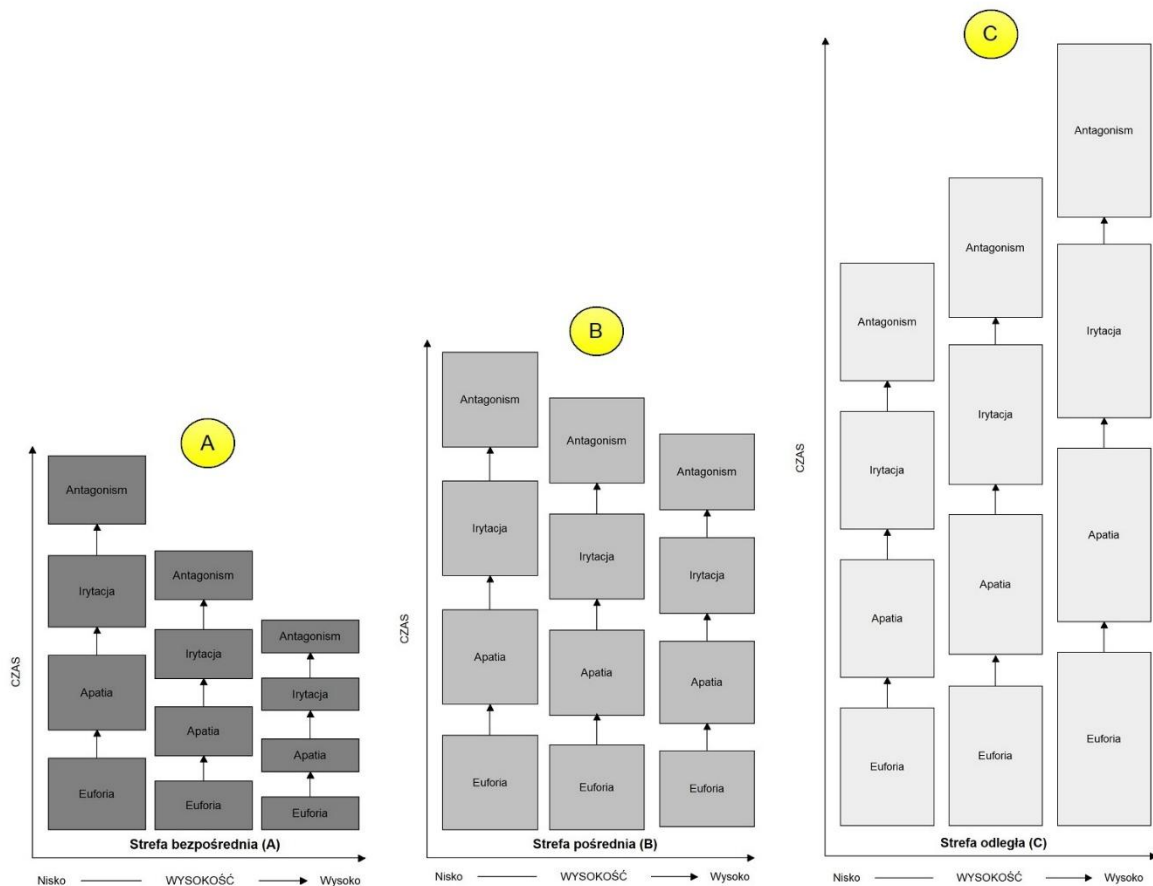 A
CZAS
Antagonism
Irytacja
Apatia
Euforia
Antagonism
Irytacja
Apatia
Euforia
Antagonism
Irytacja
Apatia
Euforia
Strefa bezpośrednia (A)
Nisko WYSOKOŚĆ Wysoko
B
CZAS
Antagonism
Irytacja
Apatia
Euforia
Antagonism
Irytacja
Apatia
Euforia
Antagonism
Irytacja
Apatia
Euforia
Strefa pośrednia (B)
Nisko WYSOKOŚĆ Wysoko
C
CZAS
Antagonism
Irytacja
Apatia
Euforia
Antagonism
Irytacja
Apatia
Euforia
Antagonism
Irytacja
Apatia
Euforia
Strefa odległa (C)
Nisko WYSOKOŚĆ Wysoko